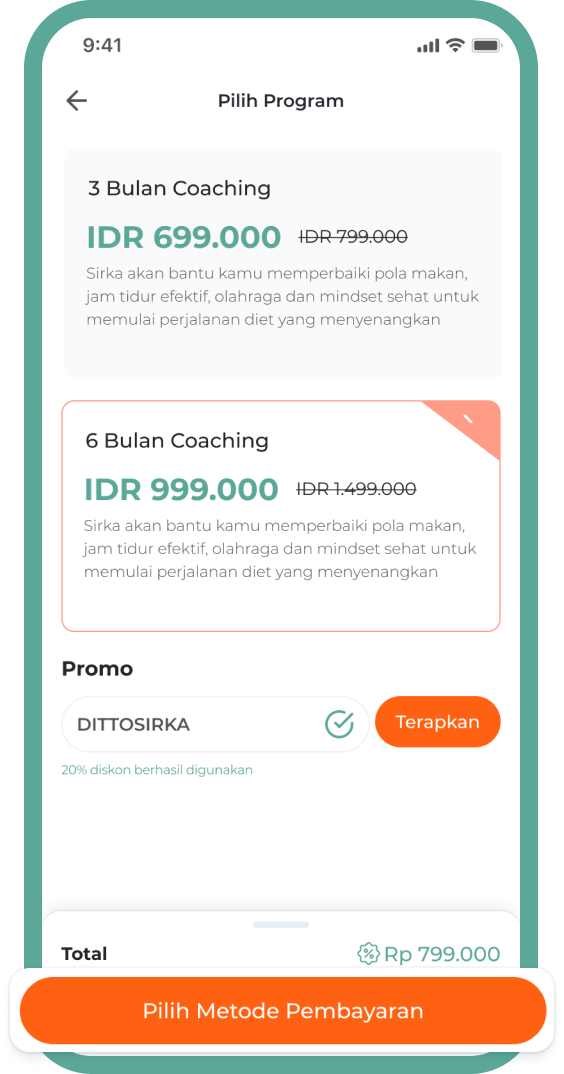 9:41
Pilih Program
3 Bulan Coaching
IDR 699.000 IDR 799.000
Sirka akan bantu kamu memperbaiki pola makan,
jam tidur efektif, olahraga dan mindset sehat untuk
memulai perjalanan diet yang menyenangkan
6 Bulan Coaching
IDR 999.000 IDR 1.499.000
Sirka akan bantu kamu memperbaiki pola makan,
jam tidur efektif, olahraga dan mindset sehat untuk
memulai perjalanan diet yang menyenangkan
Promo
DITTOSIRKA
Terapkan
20% diskon berhasil digunakan
Total Rp 799.000
Pilih Metode Pembayaran